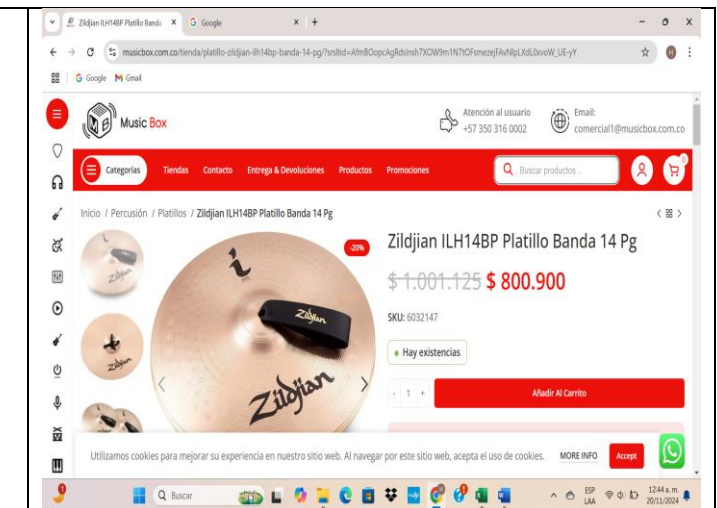 Zildjian ILH14BP Platillo Banda
Google
musicbox.com.co/tienda/platillo-zildjian-ilh14bp-banda-14-pg/?srsltid=
Google
Gmail
Music Box
Atención al usuario
+57 350 316 0002
Email:
comercial1@musicbox.com.co
Categorias
Tiendas
Contacto
Entrega & Devoluciones
Productos
Promociones
Buscar productos ...
0
Inicio / Percusión / Platillos / Zildjian ILH14BP Platillo Banda 14 Pg
-20%
Zildjian ILH14BP Platillo Banda 14 Pg
$ 1.001.125 $ 800.900
SKU: 6032147
Hay existencias
- 1 +
Añadir Al Carrito
i
Zildjian
Zildjian
Zildjian
Zildjian
Utilizamos cookies para mejorar su experiencia en nuestro sitio web. Al navegar por este sitio web, acepta el uso de cookies.
MORE INFO
Accept
Buscar
ESP
LAA
12:44 a. m.
20/11/2024